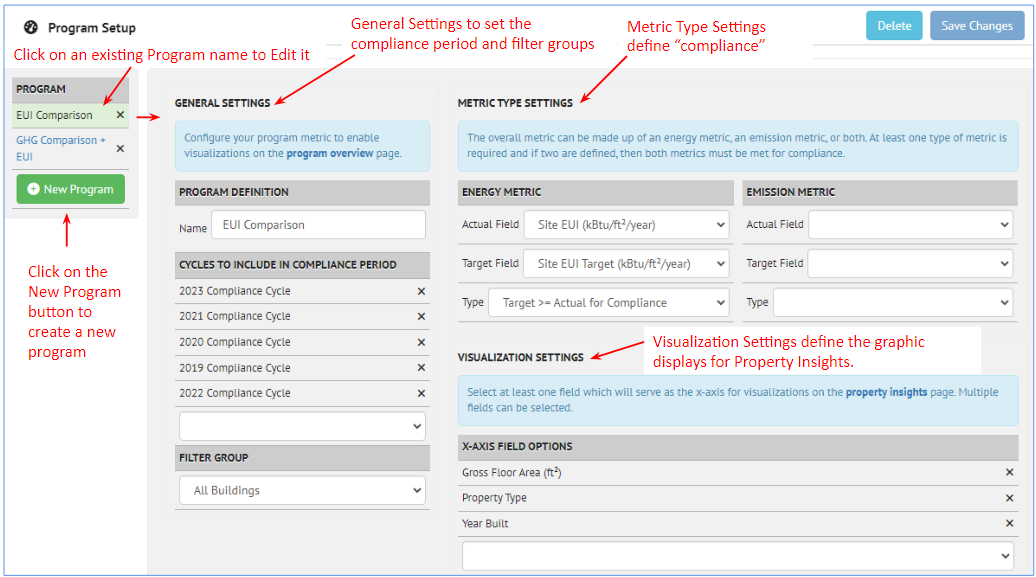 Program Setup
General Settings to set the
compliance period and filter groups
Metric Type Settings
define “compliance”
Delete
Save Changes
Click on an existing Program name to Edit it
PROGRAM
EUI Comparison
GHG Comparison +
EUI
New Program
Click on the
New Program
button to
create a new
program
GENERAL SETTINGS
Configure your program metric to enable
visualizations on the program overview page.
PROGRAM DEFINITION
Name EUI Comparison
CYCLES TO INCLUDE IN COMPLIANCE PERIOD
2023 Compliance Cycle
2021 Compliance Cycle
2020 Compliance Cycle
2019 Compliance Cycle
2022 Compliance Cycle
FILTER GROUP
All Buildings
METRIC TYPE SETTINGS
The overall metric can be made up of an energy metric, an emission metric, or both. At least one type of metric is
required and if two are defined, then both metrics must be met for compliance.
ENERGY METRIC
Actual Field Site EUI (kBtu/ft²/year)
Target Field Site EUI Target (kBtu/ft²/year)
Type Target >= Actual for Compliance
EMISSION METRIC
Actual Field
Target Field
Type
VISUALIZATION SETTINGS
Visualization Settings define the graphic
displays for Property Insights.
Select at least one field which will serve as the x-axis for visualizations on the property insights page. Multiple
fields can be selected.
X-AXIS FIELD OPTIONS
Gross Floor Area (ft²)
Property Type
Year Built